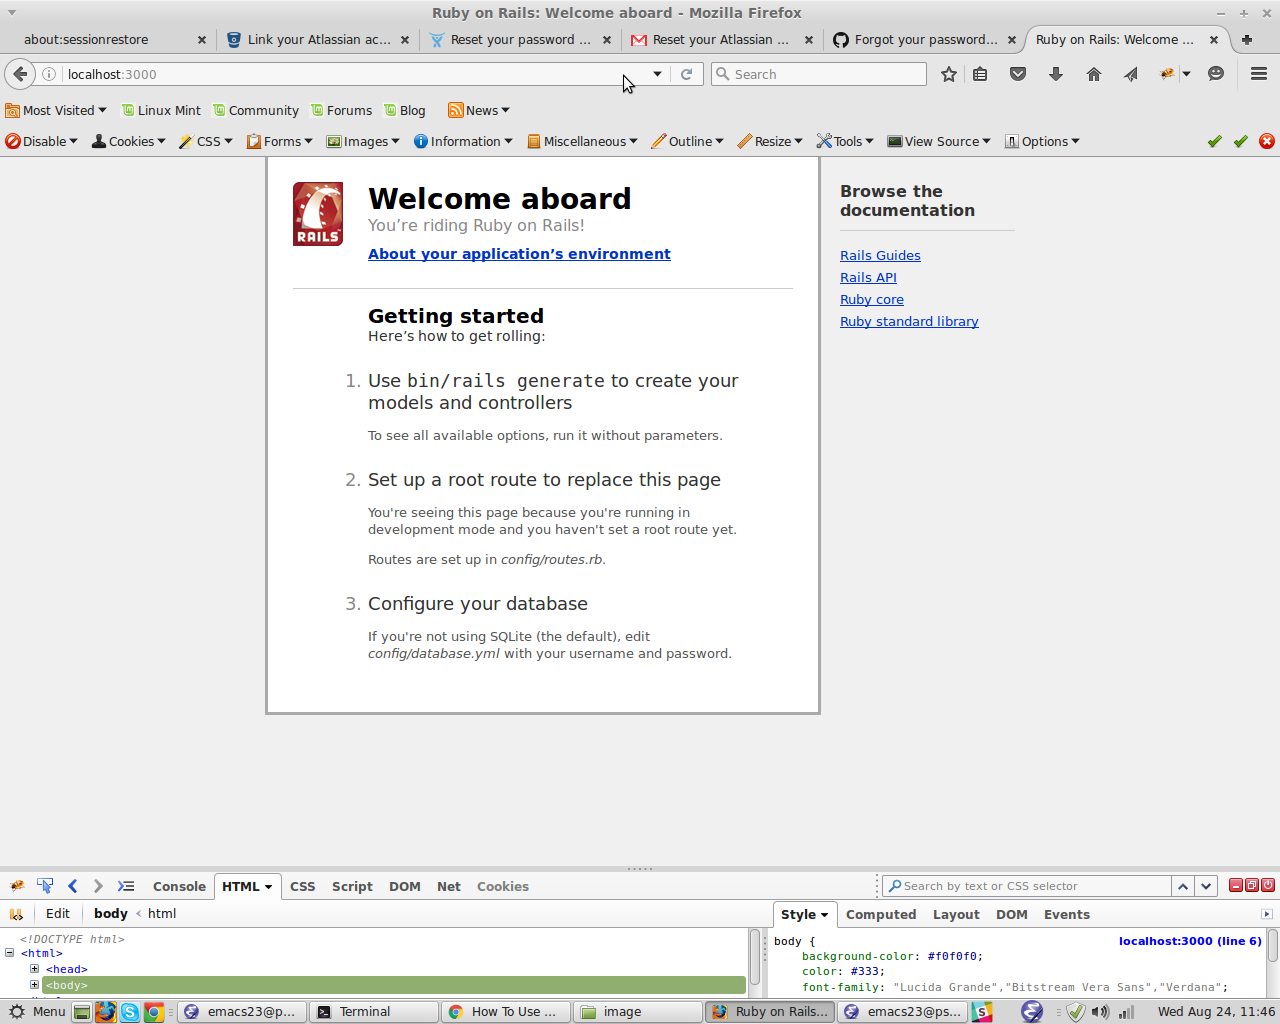 Ruby on Rails: Welcome aboard - Mozilla Firefox
about:sessionrestore
Link your Atlassian ac...
Reset your password ...
Reset your Atlassian ...
Forgot your password...
Ruby on Rails: Welcome ...
localhost:3000
Search
Most Visited
Linux Mint
Community
Forums
Blog
News
Disable
Cookies
CSS
Forms
Images
Information
Miscellaneous
Outline
Resize
Tools
View Source
Options
RAILS
Welcome aboard
You’re riding Ruby on Rails!
About your application’s environment
Getting started
Here’s how to get rolling:
1. Use bin/rails generate to create your
models and controllers
To see all available options, run it without parameters.
2. Set up a root route to replace this page
You're seeing this page because you're running in
development mode and you haven't set a root route yet.
Routes are set up in config/routes.rb.
3. Configure your database
If you're not using SQLite (the default), edit
config/database.yml with your username and password.
Browse the
documentation
Rails Guides
Rails API
Ruby core
Ruby standard library
Console
HTML
CSS
Script
DOM
Net
Cookies
Search by text or CSS selector
Edit
body < html
Style
Computed
Layout
DOM
Events
<!DOCTYPE html>
<html>
<head>
<body>
body {
localhost:3000 (line 6)
background-color: #f0f0f0;
color: #333;
font-family: "Lucida Grande","Bitstream Vera Sans","Verdana";
Menu
emacs23@p...
Terminal
How To Use ...
image
Ruby on Rails...
emacs23@ps...
Wed Aug 24, 11:46